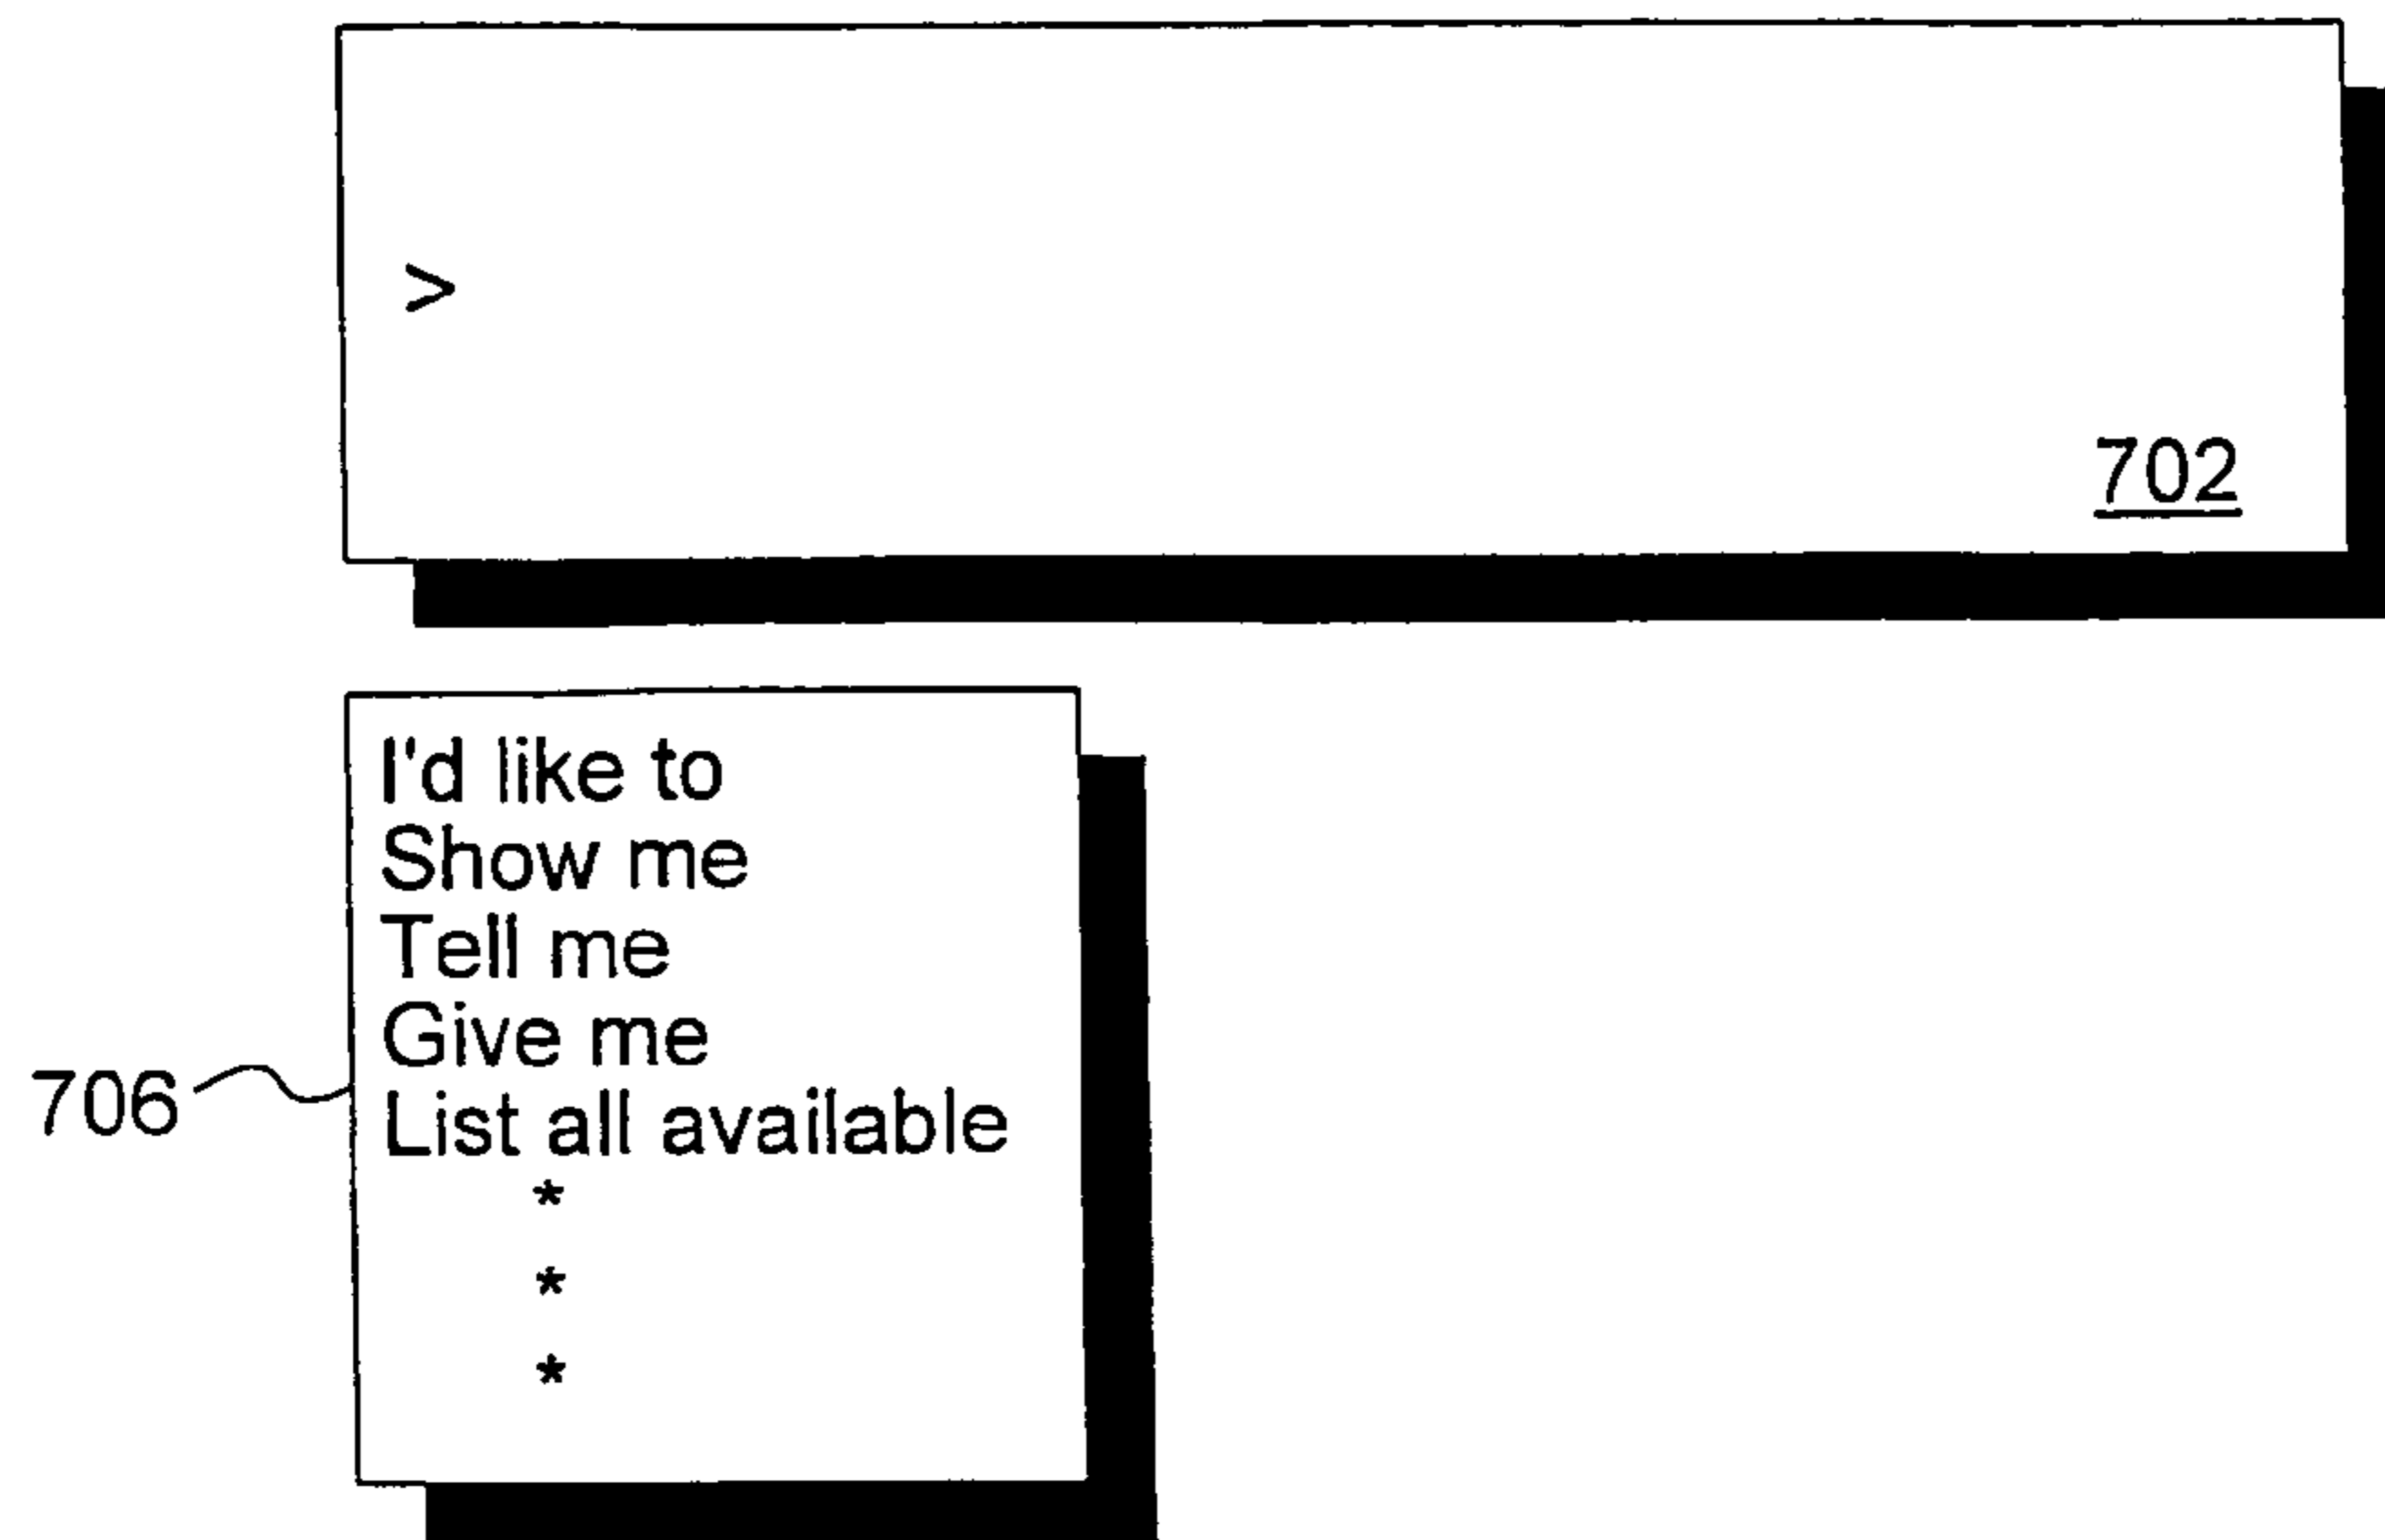 >
702
I'd like to
Show me
Tell me
Give me
706
List all available
*
*
*